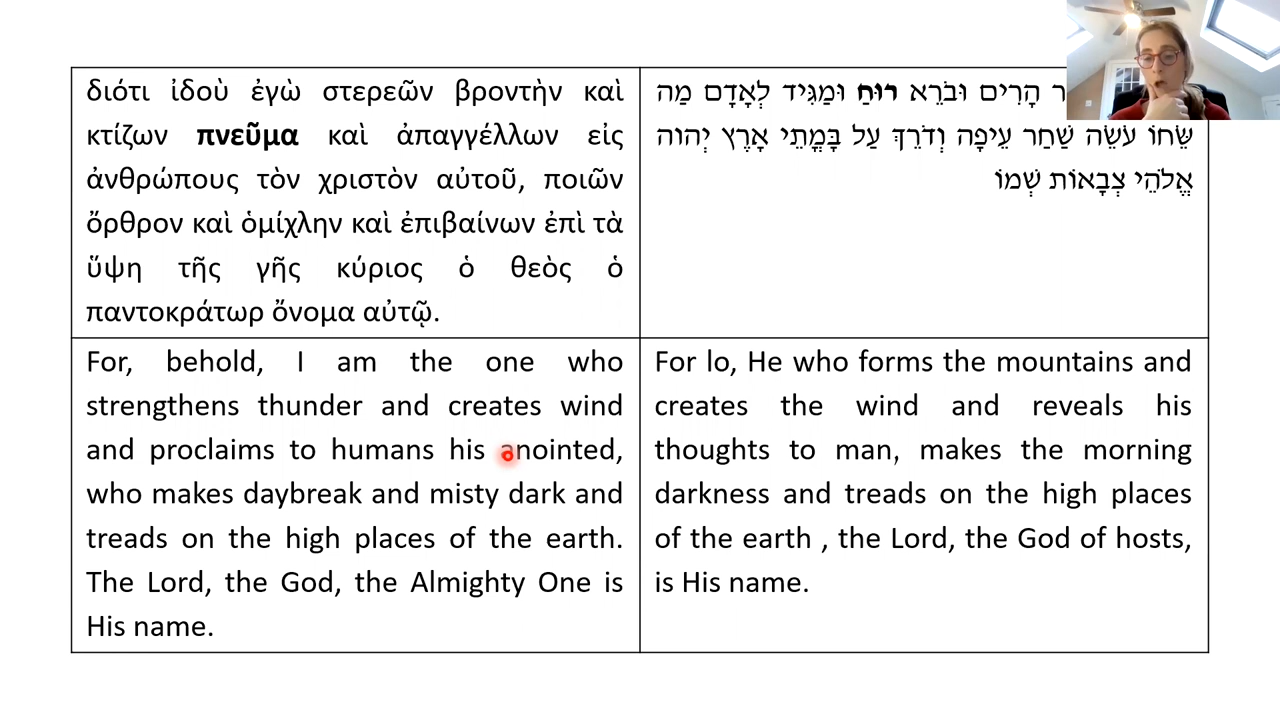 διότι ἰδοὺ ἐγὼ στερεῶν βροντὴν καὶ
κτίζων πνεῦμα καὶ ἀπαγγέλλων εἰς
ἀνθρώπους τὸν χριστὸν αὐτοῦ, ποιῶν
ὄρθρον καὶ ὁμίχλην καὶ ἐπιβαίνων ἐπὶ τὰ
ὕψη τῆς γῆς κύριος ὁ θεὸς ὁ
παντοκράτωρ ὄνομα αὐτῷ.
הָרִים וּבֹרֵא רוּחַ וּמַגִּיד לְאָדָם מַה
שֵּׂחוֹ עֹשֵׂה שַׁחַר עֵיפָה וְדֹרֵךְ עַל בָּמֳתֵי אָרֶץ יְהוה
אֱלֹהֵי צְבָאוֹת שְׁמוֹ
For, behold, I am the one who
strengthens thunder and creates wind
and proclaims to humans his anointed,
who makes daybreak and misty dark and
treads on the high places of the earth.
The Lord, the God, the Almighty One is
His name.
For lo, He who forms the mountains and
creates the wind and reveals his
thoughts to man, makes the morning
darkness and treads on the high places
of the earth , the Lord, the God of hosts,
is His name.